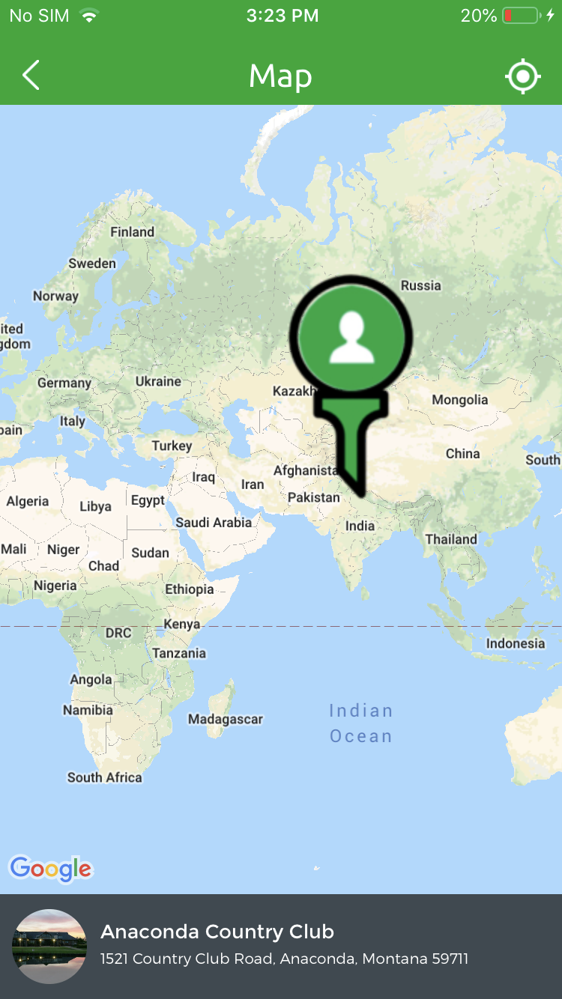 No SIM 3:23 PM 20%
Map
Finland
Sweden
Russia
Norway
ited
gdom
Germany
Ukraine
Kazakh
Mongolia
Italy
pain
Turkey
China
South
Afghanista
Iraq
Iran
Pakistan
Algeria
Libya
Egypt
Saudi Arabia
India
Thailand
Mali
Niger
Sudan
Chad
Nigeria
Ethiopia
Kenya
DRC
Indonesia
Tanzania
Angola
Namibia
Madagascar
Indian
Ocean
South Africa
Google
Anaconda Country Club
1521 Country Club Road, Anaconda, Montana 59711